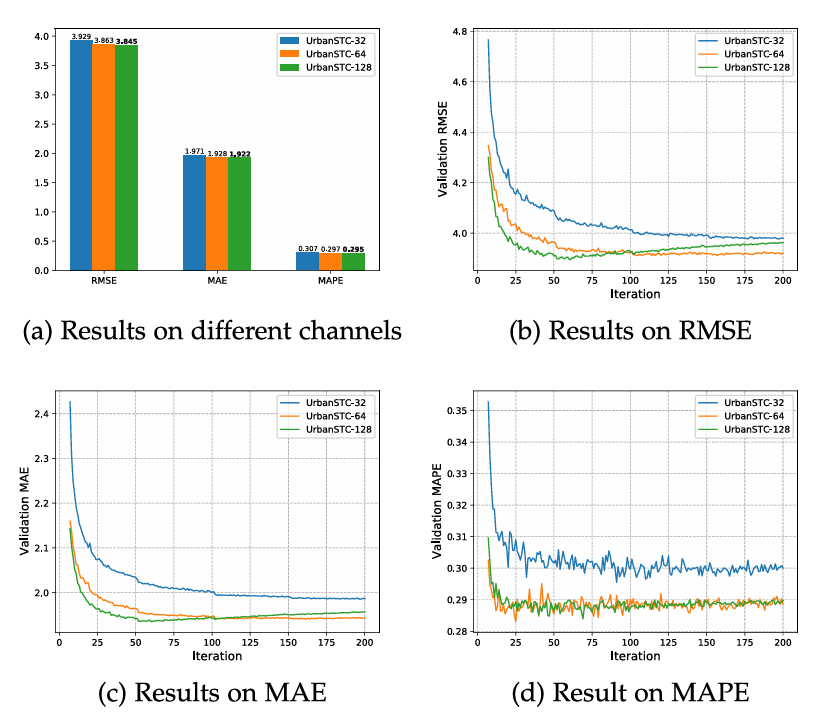 4.0
3.5
3.0
2.5
2.0
1.5
1.0
0.5
0.0
3.929
3.863
3.845
1.971
1.928
1.922
0.307
0.297
0.295
RMSE
MAE
MAPE
UrbanSTC-32
UrbanSTC-64
UrbanSTC-128
(a) Results on different channels
Validation RMSE
4.8
4.6
4.4
4.2
4.0
0
25
50
75
100
125
150
175
200
Iteration
UrbanSTC-32
UrbanSTC-64
UrbanSTC-128
(b) Results on RMSE
Validation MAE
2.4
2.3
2.2
2.1
2.0
0
25
50
75
100
125
150
175
200
Iteration
UrbanSTC-32
UrbanSTC-64
UrbanSTC-128
(c) Results on MAE
Validation MAPE
0.35
0.34
0.33
0.32
0.31
0.30
0.29
0.28
0
25
50
75
100
125
150
175
200
Iteration
UrbanSTC-32
UrbanSTC-64
UrbanSTC-128
(d) Result on MAPE